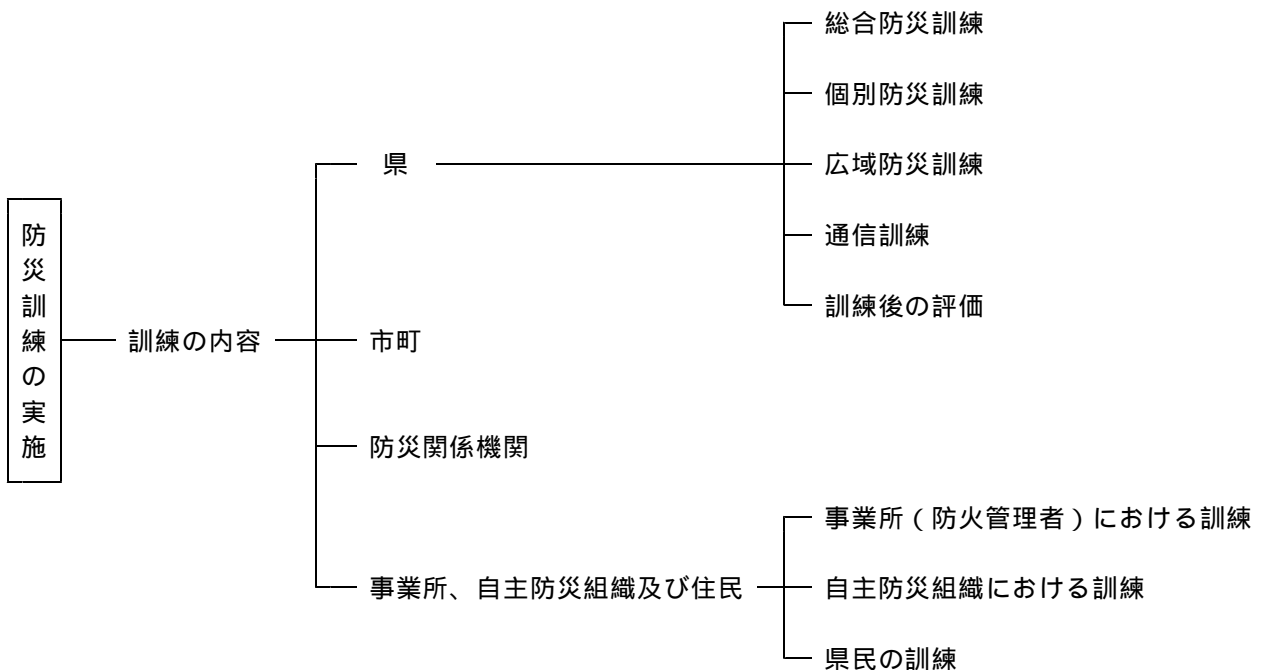 防災訓練の実施
訓練の内容
県
総合防災訓練
個別防災訓練
広域防災訓練
通信訓練
訓練後の評価
市町
防災関係機関
事業所、自主防災組織及び住民
事業所（防火管理者）における訓練
自主防災組織における訓練
県民の訓練